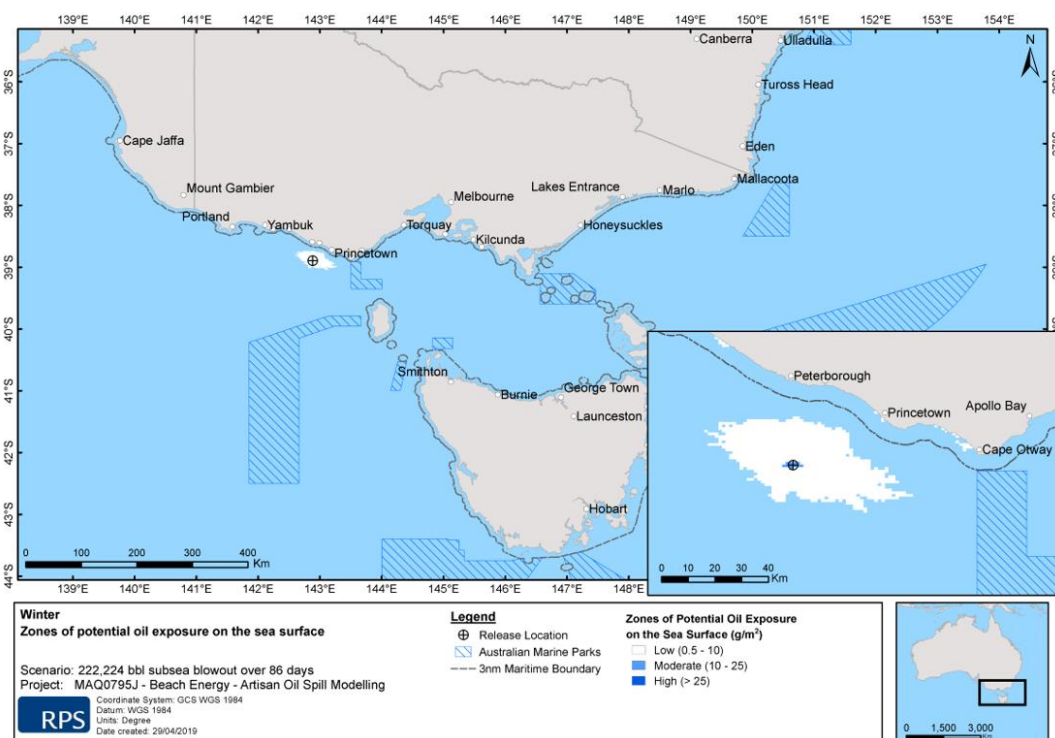 139°E 140°E 141°E 142°E 143°E 144°E 145°E 146°E 147°E 148°E 149°E 150°E 151°E 152°E 153°E 154°E
Canberra
Ulladulla
N
36°S
Tuross Head
37°S
Cape Jaffa
Eden
Mount Gambier
Melbourne
Lakes Entrance
Marlo
Mallacoota
38°S
Portland
Yambuk
Torquay
Honeysuckles
Kilcunda
Princetown
39°S
40°S
Smithton
Burnie
George Town
41°S
Launceston
42°S
43°S
Hobart
0 100 200 300 400
Km
44°S
139°E 140°E 141°E 142°E 143°E 144°E 145°E 146°E 147°E 148°E
Peterborough
Princetown
Apollo Bay
Cape Otway
0 10 20 30 40
Km
Winter
Zones of potential oil exposure on the sea surface
Scenario: 222,224 bbl subsea blowout over 86 days
Project: MAQ0795J - Beach Energy - Artisan Oil Spill Modelling
RPS
Coordinate System: GCS WGS 1984
Datum: WGS 1984
Units: Degree
Date created: 29/04/2019
Legend
Release Location
Australian Marine Parks
3nm Maritime Boundary
Zones of Potential Oil Exposure
on the Sea Surface (g/m²)
Low (0.5 - 10)
Moderate (10 - 25)
High (> 25)
0 1,500 3,000
Km